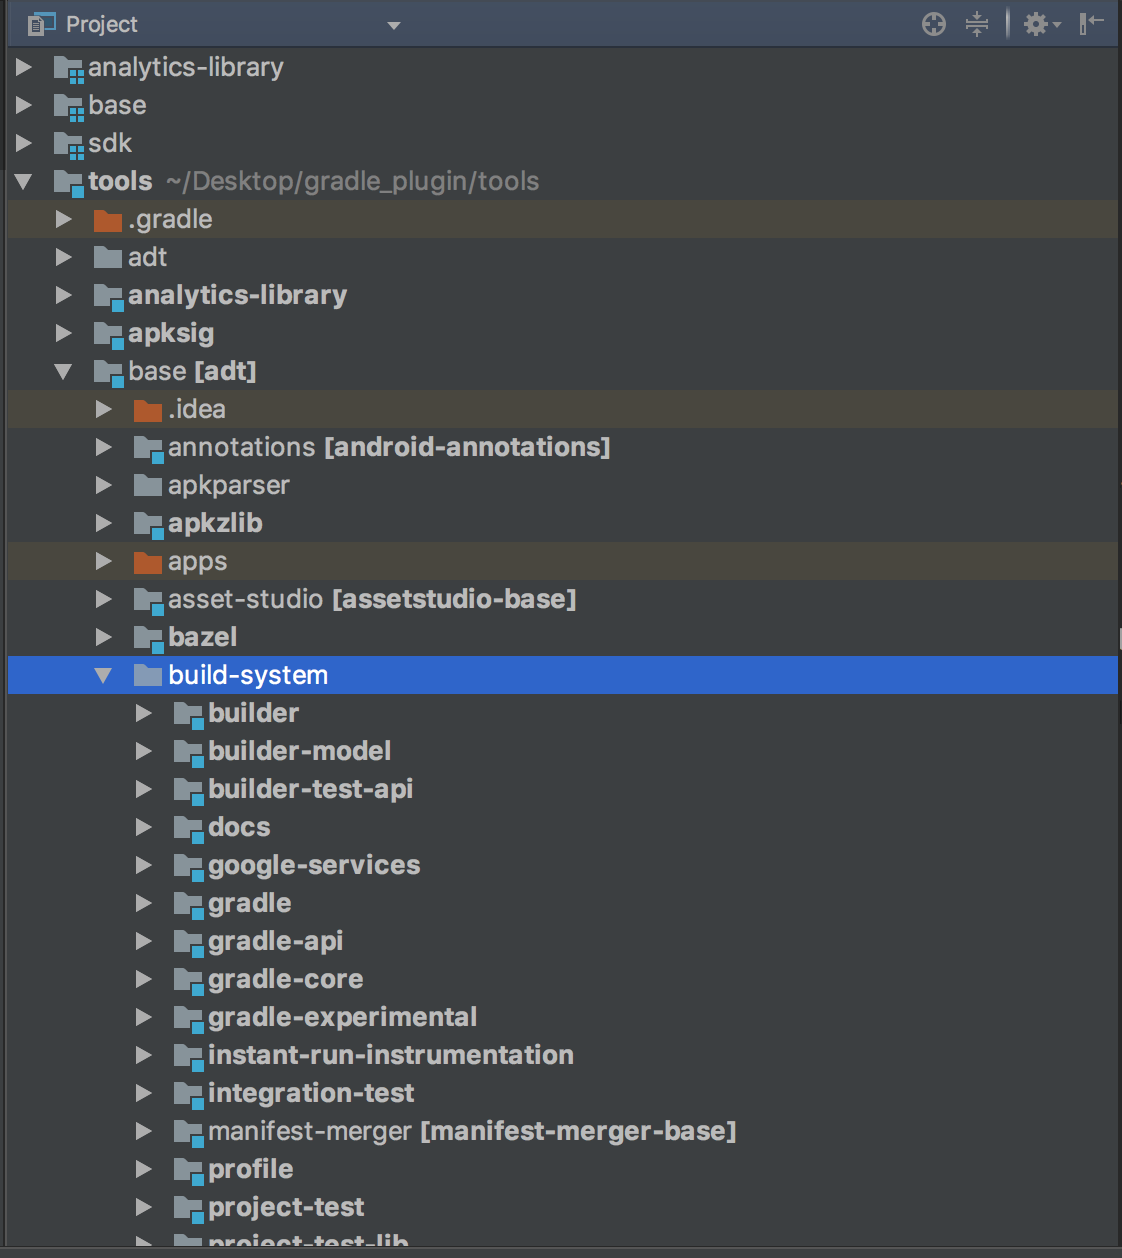 Project
analytics-library
base
sdk
tools ~/Desktop/gradle_plugin/tools
.gradle
adt
analytics-library
apksig
base [adt]
.idea
annotations [android-annotations]
apkparser
apkzlib
apps
asset-studio [assetstudio-base]
bazel
build-system
builder
builder-model
builder-test-api
docs
google-services
gradle
gradle-api
gradle-core
gradle-experimental
instant-run-instrumentation
integration-test
manifest-merger [manifest-merger-base]
profile
project-test
project-test-lib